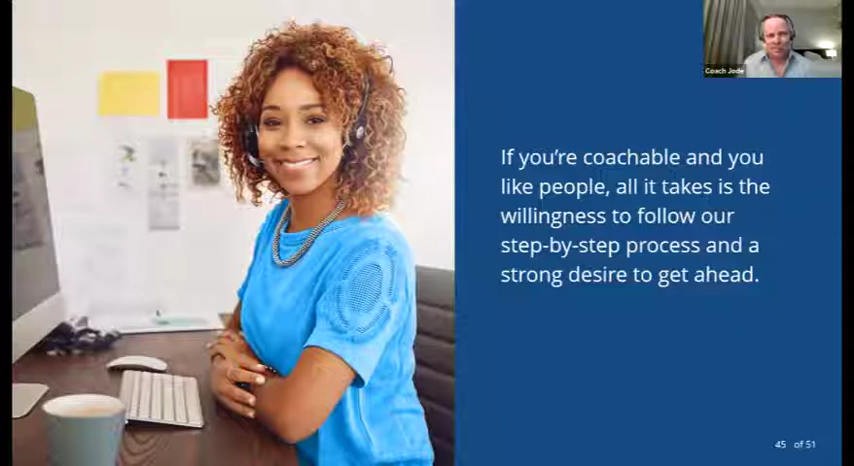 Coach Jode
If you’re coachable and you
like people, all it takes is the
willingness to follow our
step-by-step process and a
strong desire to get ahead.
45 of 51